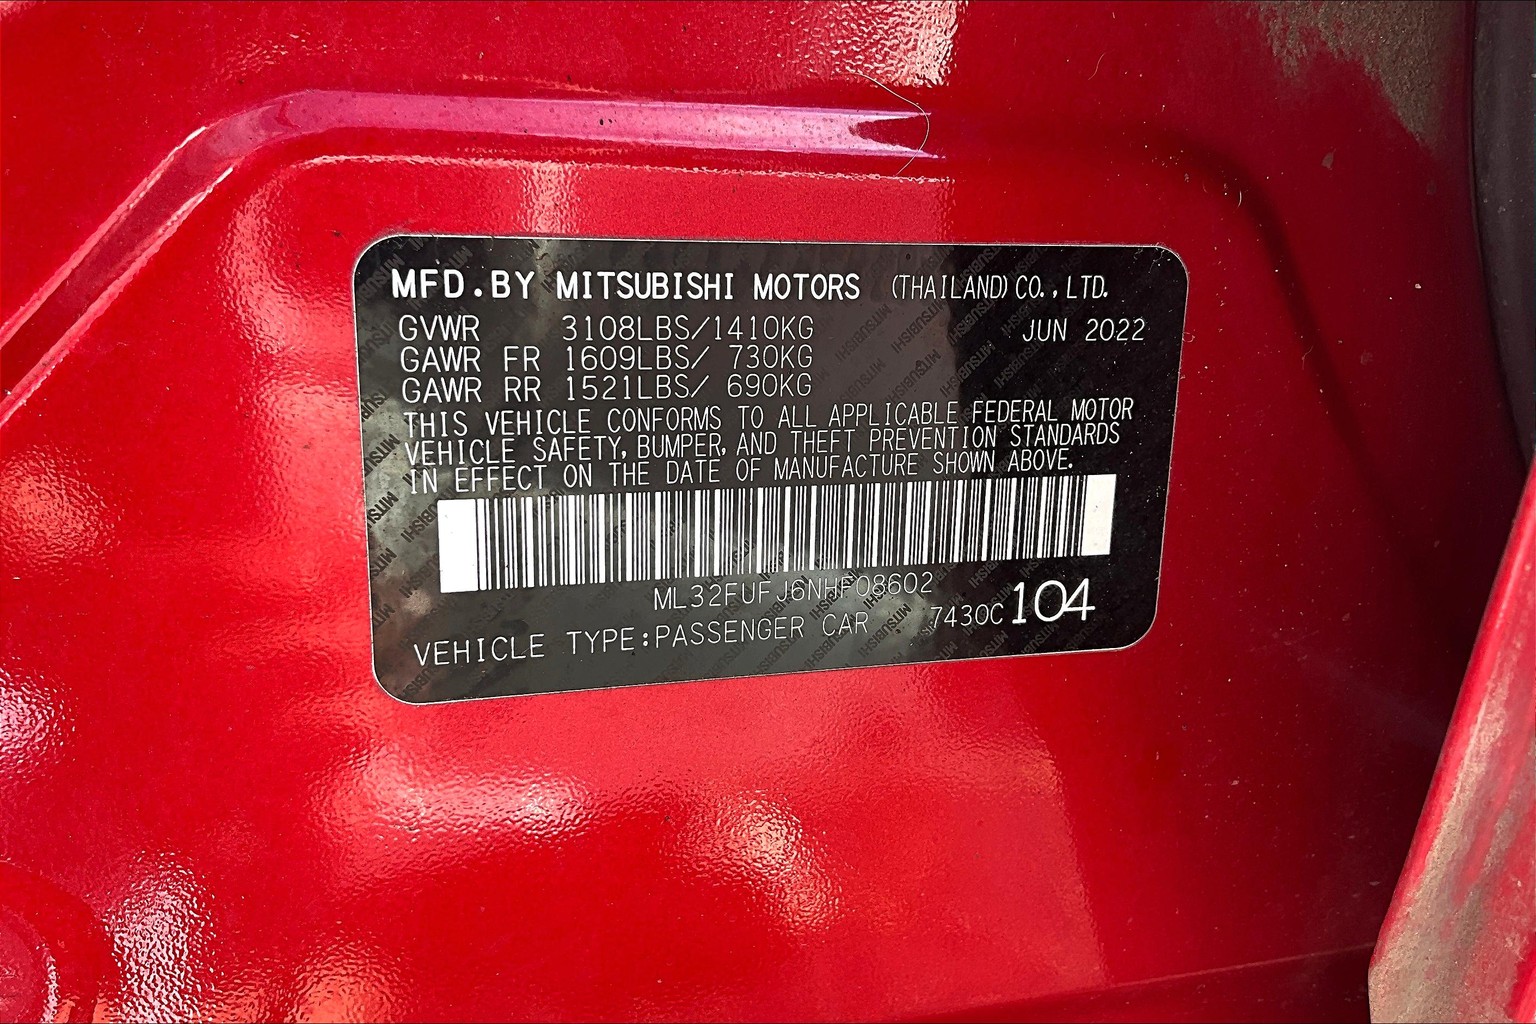 MFD.BY MITSUBISHI MOTORS (THAILAND) CO.,LTD.
GVWR 3108LBS/1410KG JUN 2022
GAWR FR 1609LBS/ 730KG
GAWR RR 1521LBS/ 690KG
THIS VEHICLE CONFORMS TO ALL APPLICABLE FEDERAL MOTOR
VEHICLE SAFETY, BUMPER, AND THEFT PREVENTION STANDARDS
IN EFFECT ON THE DATE OF MANUFACTURE SHOWN ABOVE.
ML32FUFJ6NHF08602
VEHICLE TYPE:PASSENGER CAR 7430C 104